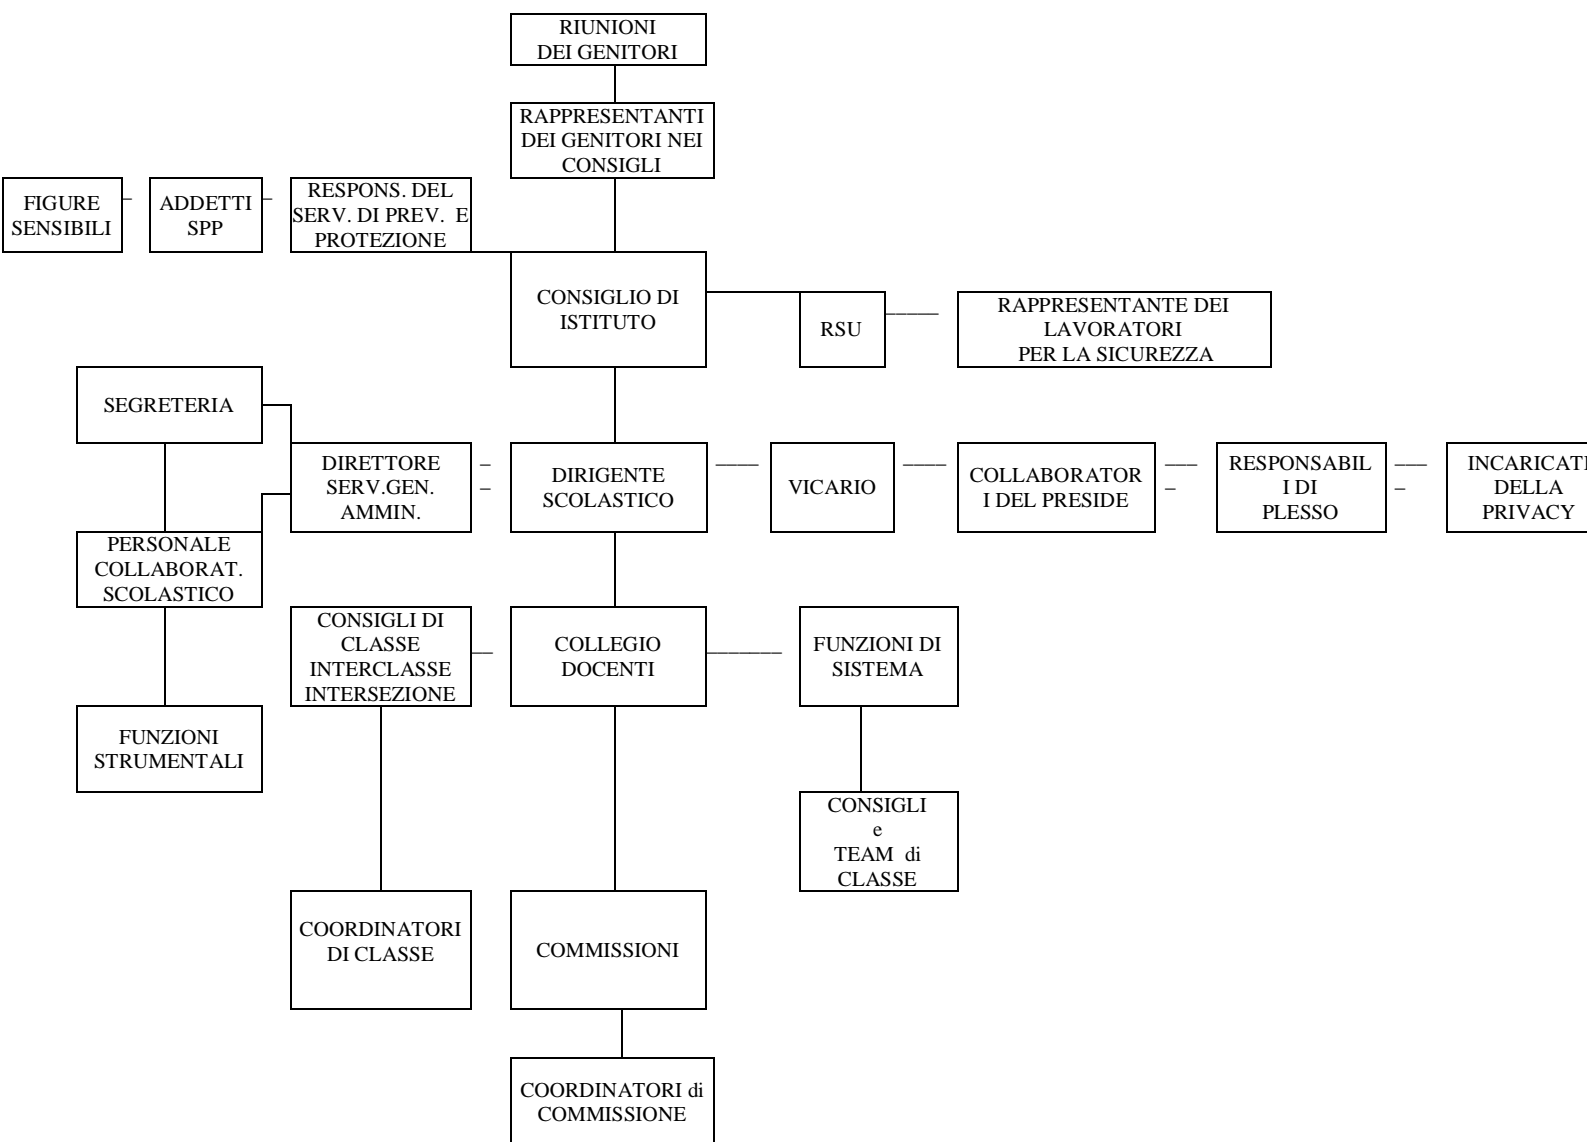 RIUNIONI
DEI GENITORI
RAPPRESENTANTI
DEI GENITORI NEI
CONSIGLI
FIGURE
SENSIBILI
ADDETTI
SPP
RESPONS. DEL
SERV. DI PREV. E
PROTEZIONE
CONSIGLIO DI
ISTITUTO
RSU
RAPPRESENTANTE DEI
LAVORATORI
PER LA SICUREZZA
SEGRETERIA
DIRETTORE
SERV.GEN.
AMMIN.
DIRIGENTE
SCOLASTICO
VICARIO
COLLABORATOR
I DEL PRESIDE
RESPONSABIL
I DI
PLESSO
INCARICATI
DELLA
PRIVACY
PERSONALE
COLLABORAT.
SCOLASTICO
CONSIGLI DI
CLASSE
INTERCLASSE
INTERSEZIONE
COLLEGIO
DOCENTI
FUNZIONI DI
SISTEMA
FUNZIONI
STRUMENTALI
CONSIGLI
e
TEAM di
CLASSE
COORDINATORI
DI CLASSE
COMMISSIONI
COORDINATORI di
COMMISSIONE